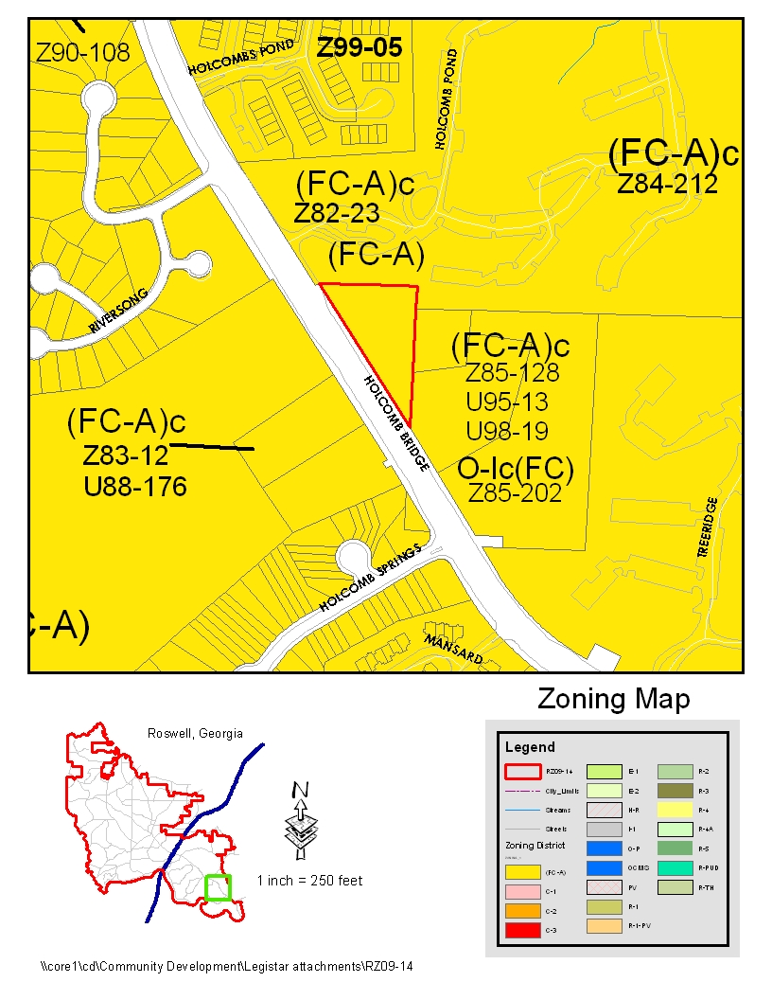 Z90-108
HOLCOMBS POND
Z99-05
HOLCOMB POND
(FC-A)c
Z84-212
(FC-A)c
Z82-23
(FC-A)
RIVERSONG
(FC-A)c
Z85-128
U95-13
U98-19
HOLCOMB BRIDGE
(FC-A)c
Z83-12
U88-176
O-Ic(FC)
Z85-202
TREERIDGE
HOLCOMB SPRINGS
C-A)
MANSARD
Zoning Map
Roswell, Georgia
N
1 inch = 250 feet
Legend
RZ09-14
City_Limits
Streams
Streets
Zoning District
(FC-A)
C-1
C-2
C-3
E-1
E-2
H-R
I-1
O-P
OCMS
PV
R-1
R-1-PV
R-2
R-3
R-4
R-4A
R-5
R-PUD
R-TH
\\core1\cd\Community Development\Legistar attachments\RZ09-14